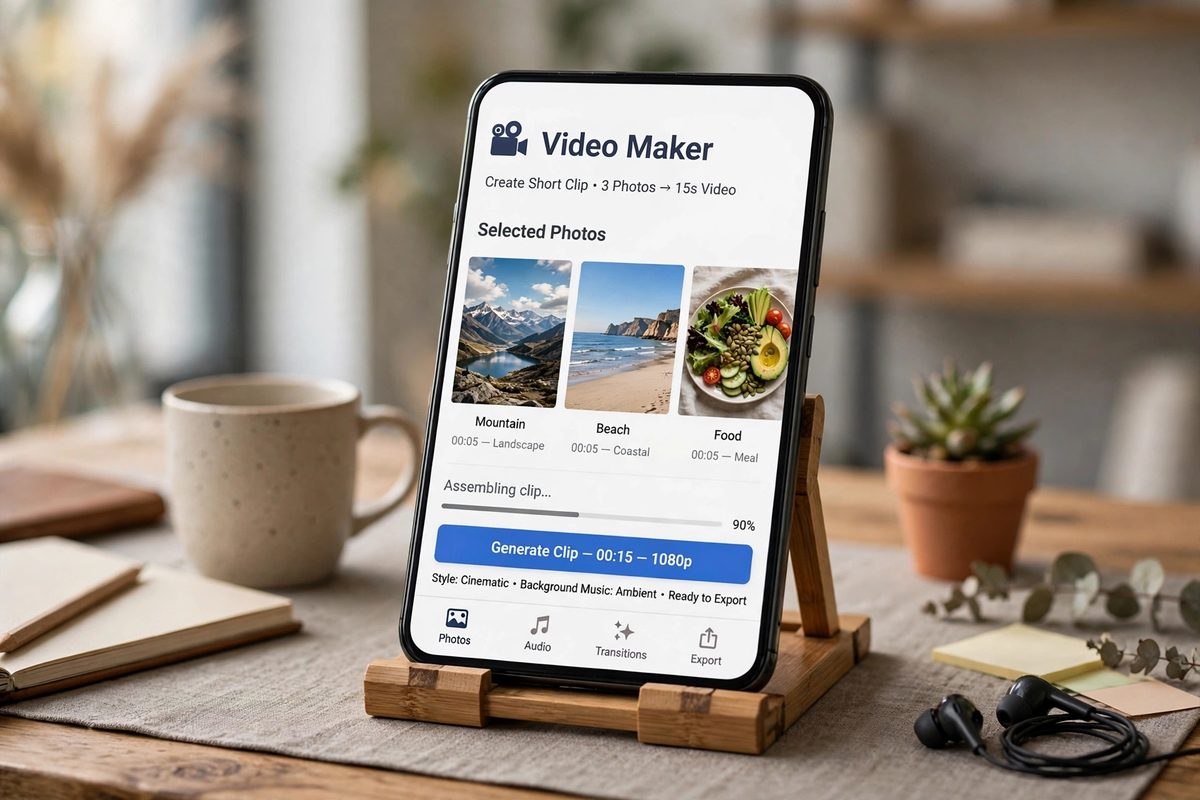 Video Maker
Create Short Clip • 3 Photos → 15s Video
Selected Photos
Mountain
00:05 — Landscape
Beach
00:05 — Coastal
Food
00:05 — Meal
Assembling clip...
90%
Generate Clip — 00:15 — 1080p
Style: Cinematic • Background Music: Ambient • Ready to Export
Photos
Audio
Transitions
Export